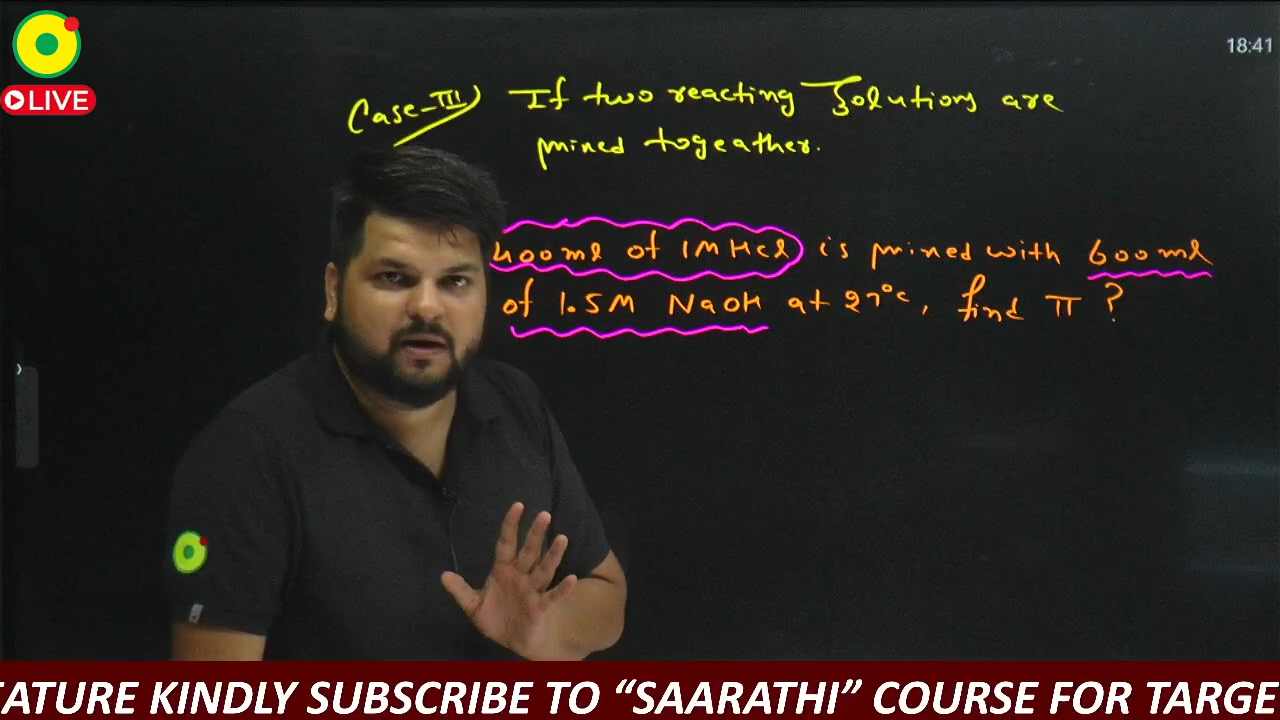 18:41
LIVE
Case-III) If two reacting Solutions are
mixed togeather.
400ml of 1M HCl is mixed with 600ml
of 1.5M NaOH at 27°c, find π ?
EATURE KINDLY SUBSCRIBE TO “SAARATHI” COURSE FOR TARGE